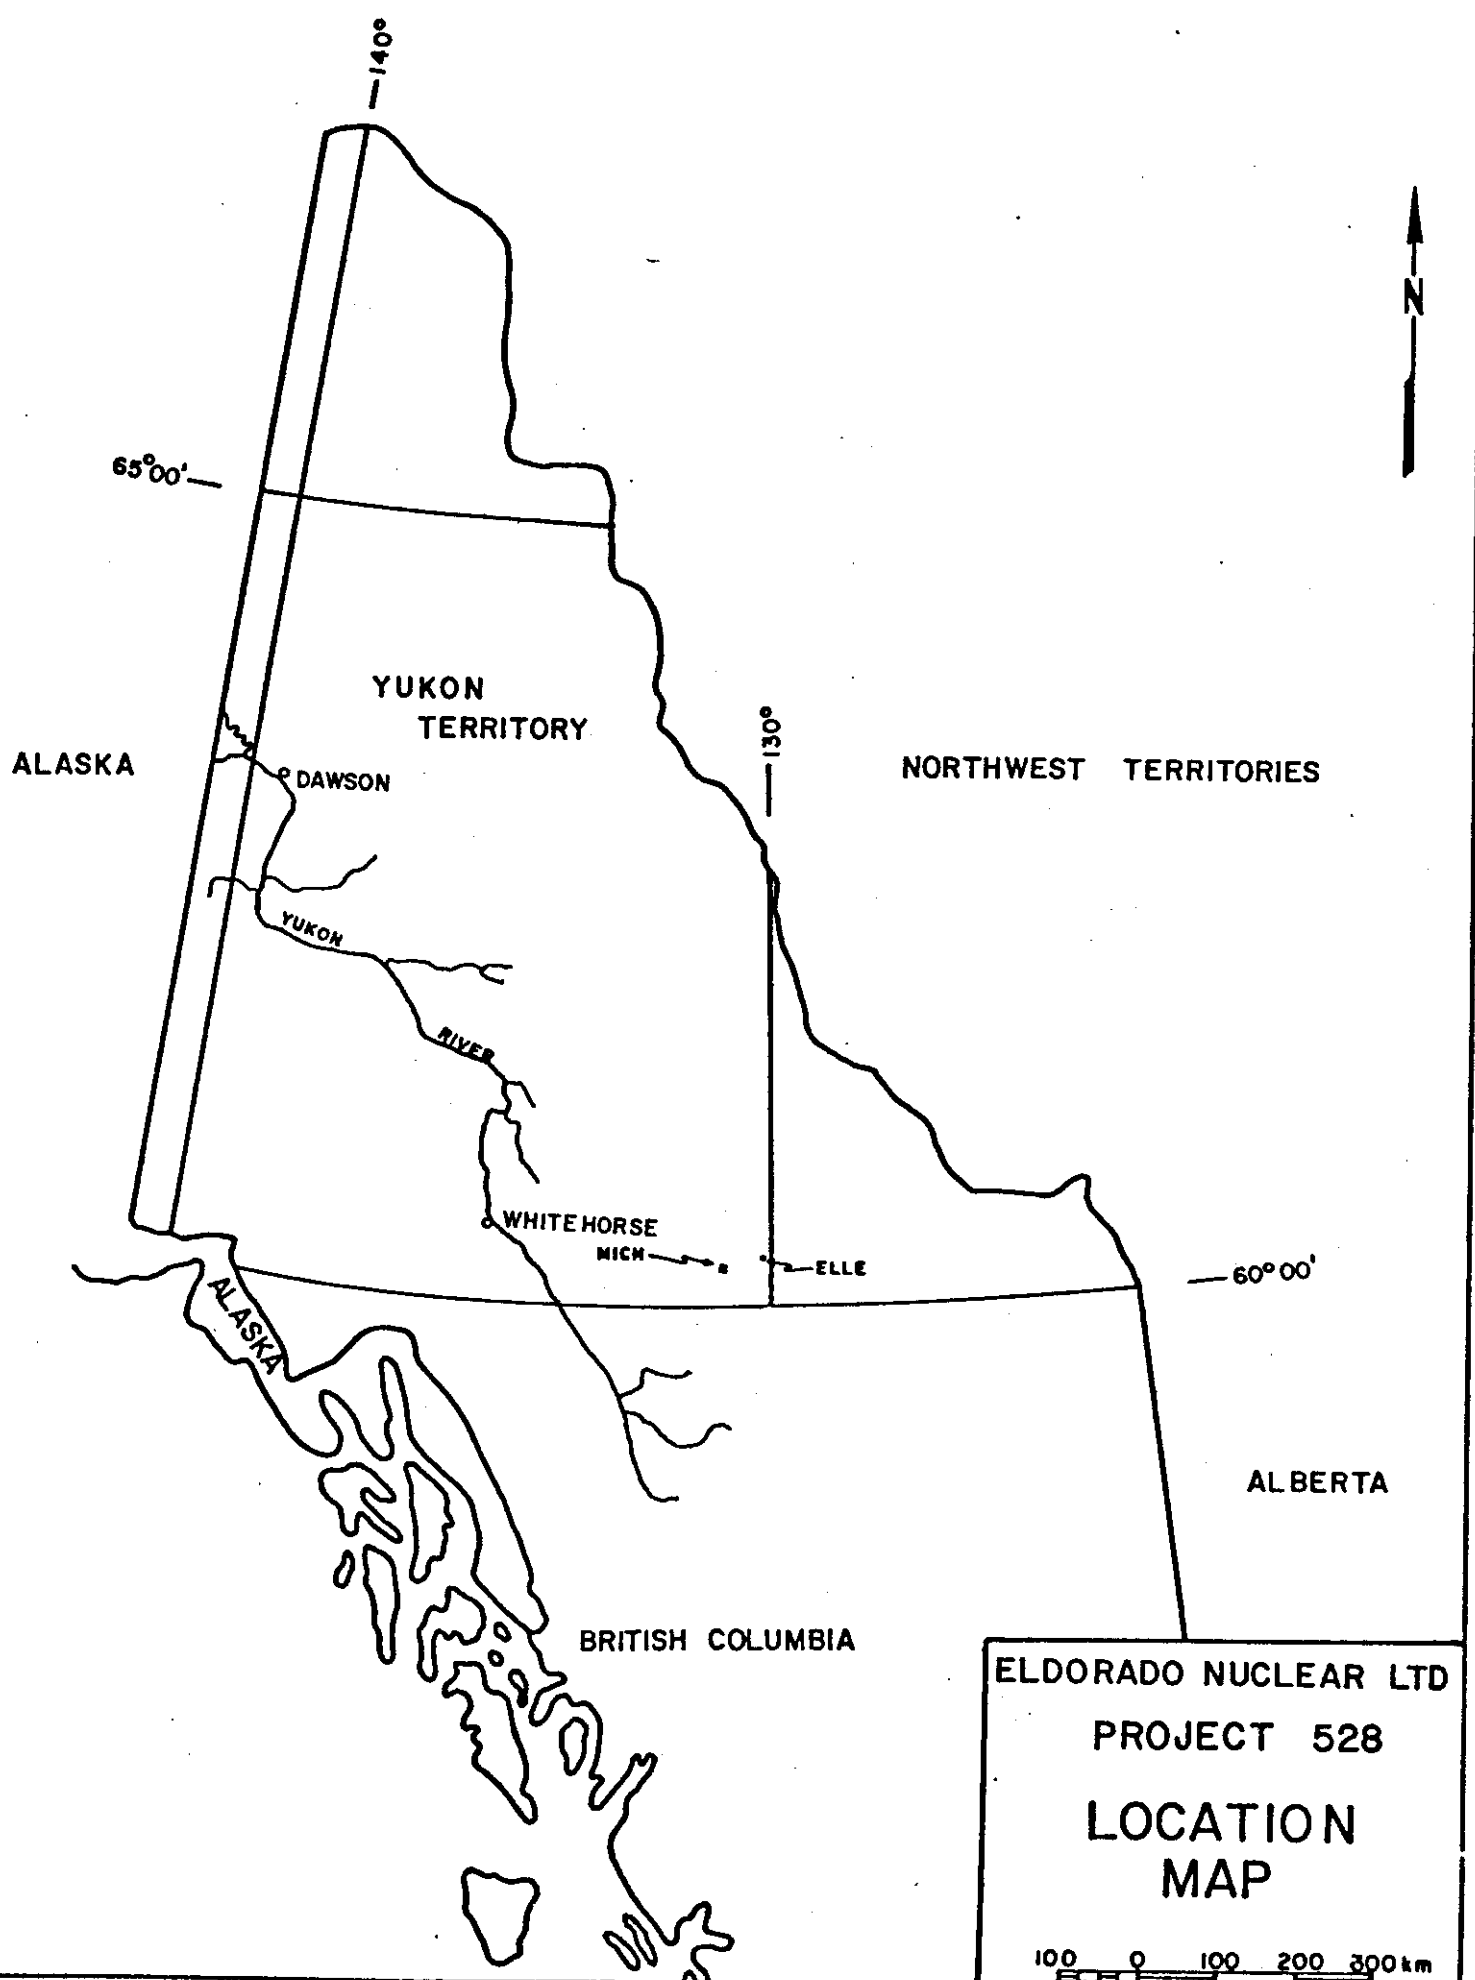 140°
N
65°00'
YUKON
TERRITORY
130°
ALASKA
NORTHWEST TERRITORIES
DAWSON
YUKON
RIVER
WHITEHORSE
MICH
ELLE
60°00'
ALASKA
ALBERTA
BRITISH COLUMBIA
ELDORADO NUCLEAR LTD
PROJECT 528
LOCATION
MAP
100 0 100 200 300 km